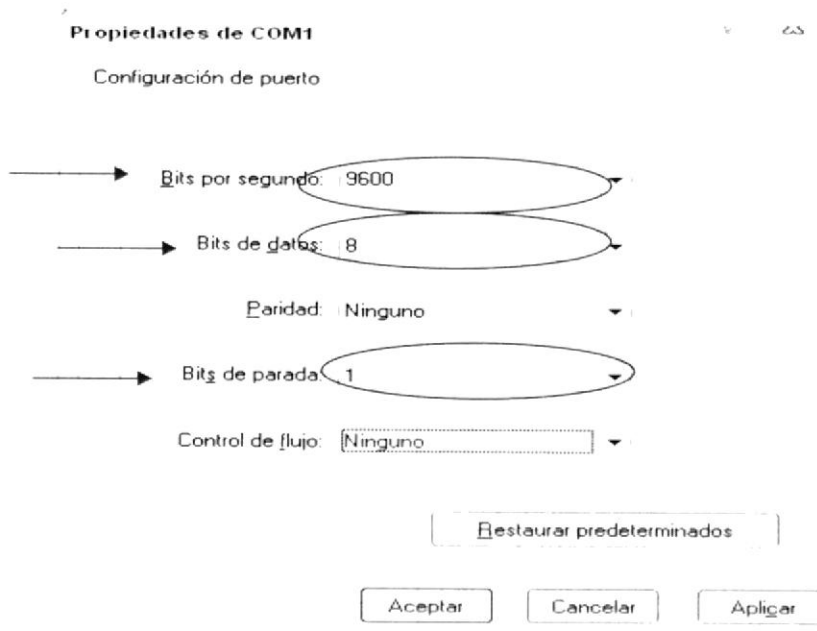 Propiedades de COM1
Configuración de puerto
Bits por segundo: 9600
Bits de datos: 8
Paridad: Ninguno
Bits de parada: 1
Control de flujo: Ninguno
Restaurar predeterminados
Aceptar Cancelar Aplicar